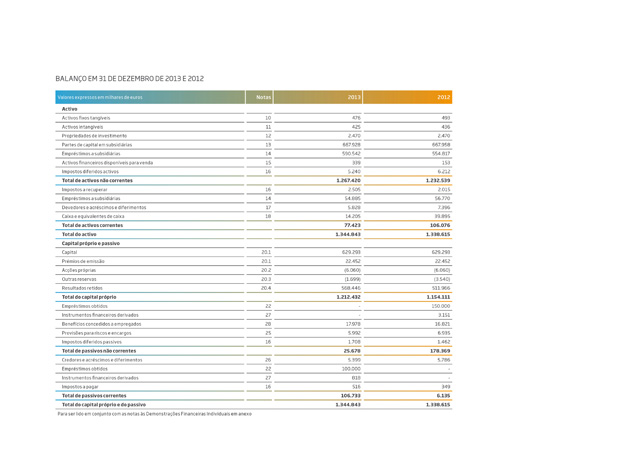 BALANÇO EM 31 DE DEZEMBRO DE 2013 E 2012
Valores expressos em milhares de euros Notas 2013 2012
Activo
Activos fixos tangíveis 10 476 493
Activos intangíveis 11 425 436
Propriedades de investimento 12 2.470 2.470
Partes de capital em subsidiárias 13 667.928 667.958
Empréstimos a subsidiárias 14 590.542 554.817
Activos financeiros disponíveis para venda 15 339 153
Impostos diferidos activos 16 5.240 6.212
Total de activos não correntes 1.267.420 1.232.539
Impostos a recuperar 16 2.505 2.015
Empréstimos a subsidiárias 14 54.885 56.770
Devedores e acréscimos e diferimentos 17 5.828 7.396
Caixa e equivalentes de caixa 18 14.205 39.895
Total de activos correntes 77.423 106.076
Total do activo 1.344.843 1.338.615
Capital próprio e passivo
Capital 20.1 629.293 629.293
Prémios de emissão 20.1 22.452 22.452
Acções próprias 20.2 (6.060) (6.060)
Outras reservas 20.3 (1.699) (3.540)
Resultados retidos 20.4 568.446 511.966
Total do capital próprio 1.212.432 1.154.111
Empréstimos obtidos 22 - 150.000
Instrumentos financeiros derivados 27 - 3.151
Benefícios concedidos a empregados 28 17.978 16.821
Provisões para riscos e encargos 25 5.992 6.935
Impostos diferidos passivos 16 1.708 1.462
Total de passivos não correntes 25.678 178.369
Credores e acréscimos e diferimentos 26 5.399 5.786
Empréstimos obtidos 22 100.000 -
Instrumentos financeiros derivados 27 818 -
Impostos a pagar 16 516 349
Total de passivos correntes 106.733 6.135
Total do capital próprio e do passivo 1.344.843 1.338.615
Para ser lido em conjunto com as notas às Demonstrações Financeiras Individuais em anexo